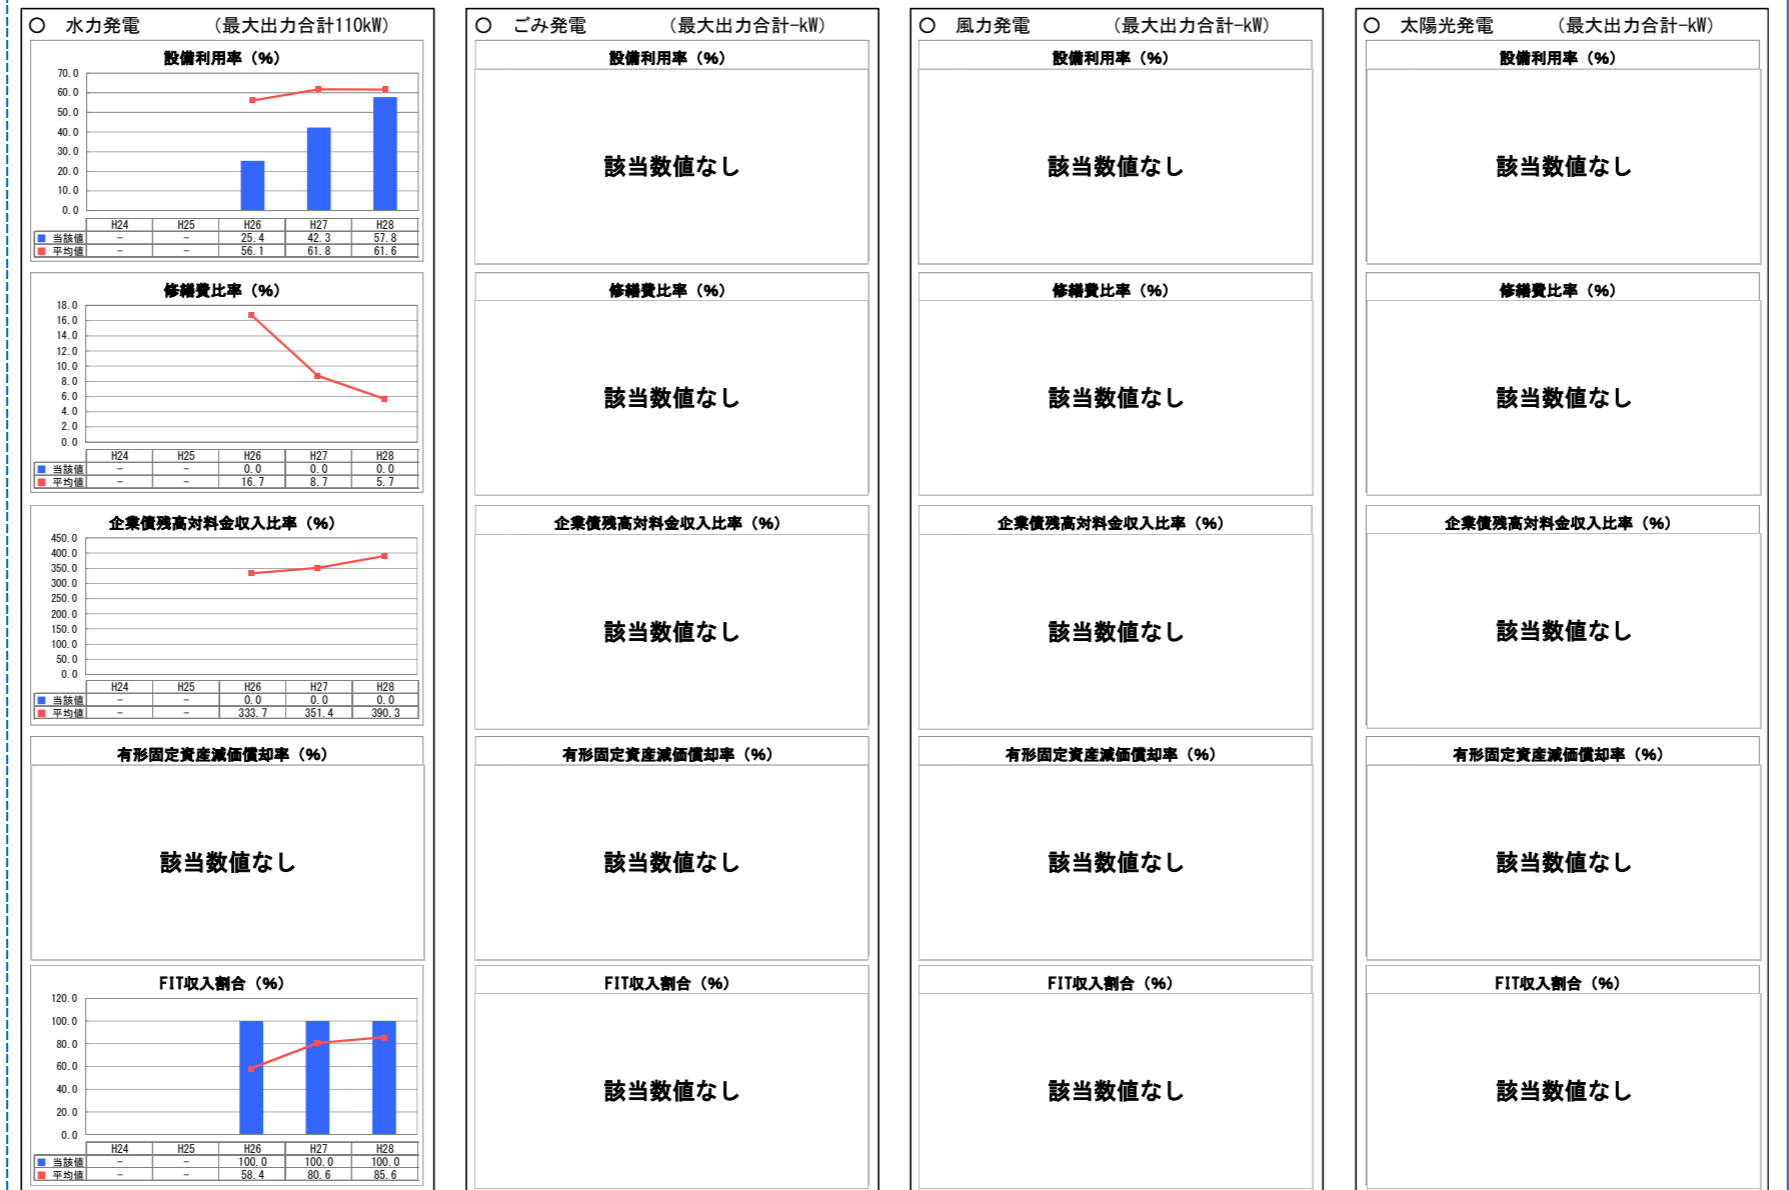 ○ 水力発電 (最大出力合計110kW)
設備利用率（%）
70.0
60.0
50.0
40.0
30.0
20.0
10.0
0.0
H24 H25 H26 H27 H28
当該値 － － 25.4 42.3 57.8
平均値 － － 56.1 61.8 61.6
修繕費比率（%）
18.0
16.0
14.0
12.0
10.0
8.0
6.0
4.0
2.0
0.0
H24 H25 H26 H27 H28
当該値 － － 0.0 0.0 0.0
平均値 － － 16.7 8.7 5.7
企業債残高対料金収入比率（%）
450.0
400.0
350.0
300.0
250.0
200.0
150.0
100.0
50.0
0.0
H24 H25 H26 H27 H28
当該値 － － 0.0 0.0 0.0
平均値 － － 333.7 351.4 390.3
有形固定資産減価償却率（%）
該当数値なし
FIT収入割合（%）
120.0
100.0
80.0
60.0
40.0
20.0
0.0
H24 H25 H26 H27 H28
当該値 － － 100.0 100.0 100.0
平均値 － － 58.4 80.6 85.6
○ ごみ発電 (最大出力合計-kW)
設備利用率（%）
該当数値なし
修繕費比率（%）
該当数値なし
企業債残高対料金収入比率（%）
該当数値なし
有形固定資産減価償却率（%）
該当数値なし
FIT収入割合（%）
該当数値なし
○ 風力発電 (最大出力合計-kW)
設備利用率（%）
該当数値なし
修繕費比率（%）
該当数値なし
企業債残高対料金収入比率（%）
該当数値なし
有形固定資産減価償却率（%）
該当数値なし
FIT収入割合（%）
該当数値なし
○ 太陽光発電 (最大出力合計-kW)
設備利用率（%）
該当数値なし
修繕費比率（%）
該当数値なし
企業債残高対料金収入比率（%）
該当数値なし
有形固定資産減価償却率（%）
該当数値なし
FIT収入割合（%）
該当数値なし